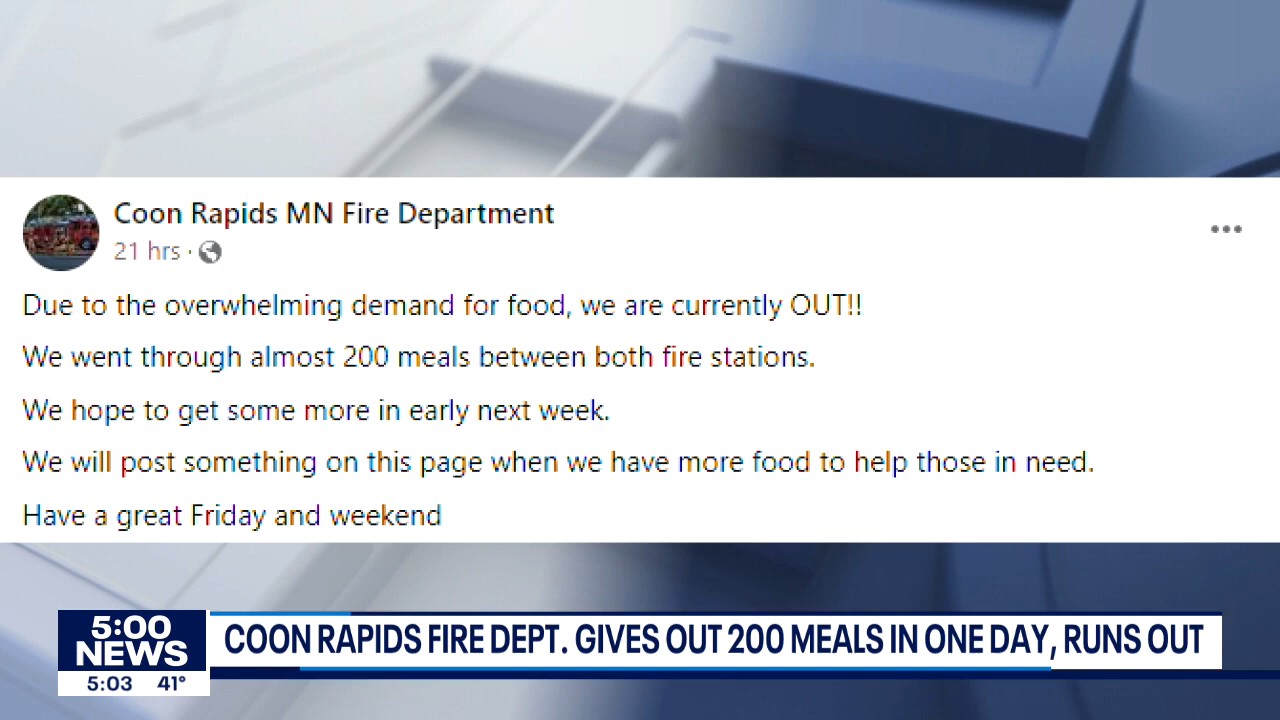 Coon Rapids MN Fire Department
21 hrs ·
Due to the overwhelming demand for food, we are currently OUT!!
We went through almost 200 meals between both fire stations.
We hope to get some more in early next week.
We will post something on this page when we have more food to help those in need.
Have a great Friday and weekend
5:00
NEWS
COON RAPIDS FIRE DEPT. GIVES OUT 200 MEALS IN ONE DAY, RUNS OUT
5:03 41°